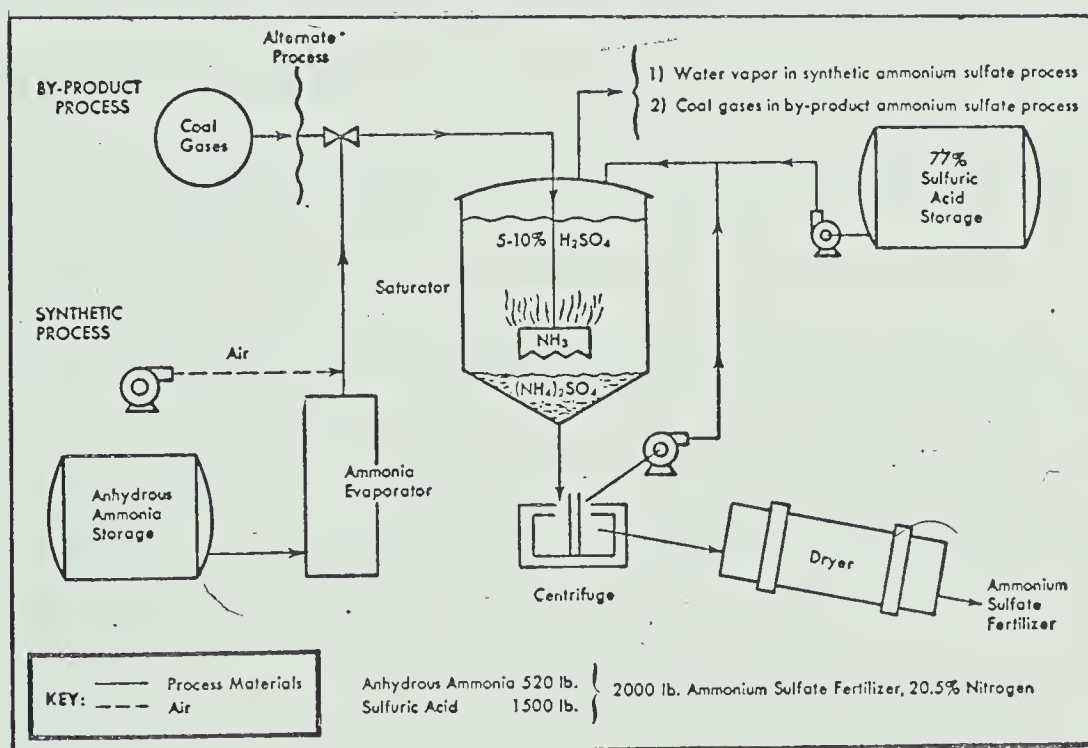 Alternate
Process
BY-PRODUCT
PROCESS
Coal
Gases
1) Water vapor in synthetic ammonium sulfate process
2) Coal gases in by-product ammonium sulfate process
77%
Sulfuric
Acid
Storage
5-10% H₂SO₄
Saturator
NH₃
(NH₄)₂SO₄
SYNTHETIC
PROCESS
Air
Ammonia
Evaporator
Anhydrous
Ammonia
Storage
Centrifuge
Dryer
Ammonium
Sulfate
Fertilizer
KEY:
Process Materials
Air
Anhydrous Ammonia 520 lb.
Sulfuric Acid 1500 lb.
2000 lb. Ammonium Sulfate Fertilizer, 20.5% Nitrogen